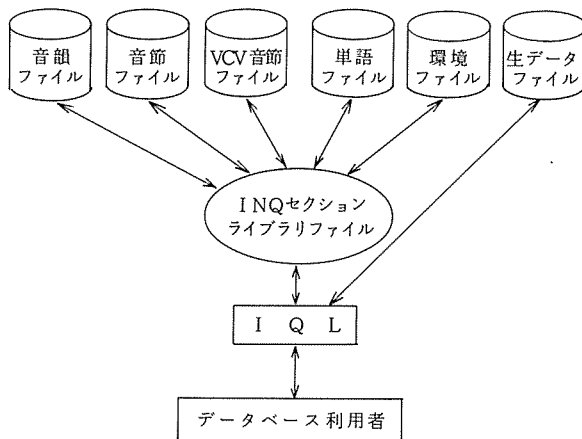 音韻
ファイル
音節
ファイル
VCV音節
ファイル
単語
ファイル
環境
ファイル
生データ
ファイル
INQセクション
ライブラリファイル
I Q L
データベース利用者